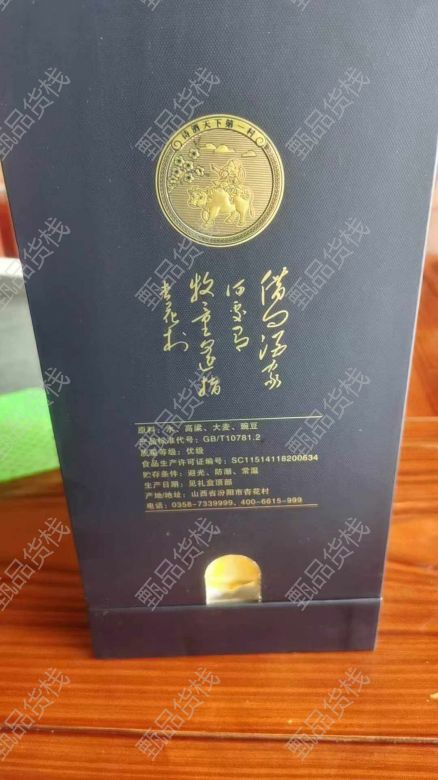 诗酒天下第一村
借问酒家
何处有
牧童遥指
杏花村
原料：水、高粱、大麦、豌豆
产品标准代号：GB/T10781.2
质量等级：优级
食品生产许可证编号：SC11514118200634
贮存条件：避光、防潮、常温
生产日期：见礼盒顶部
产地/地址：山西省汾阳市杏花村
电话：0358-7339999、400-6615-999
甄品货栈